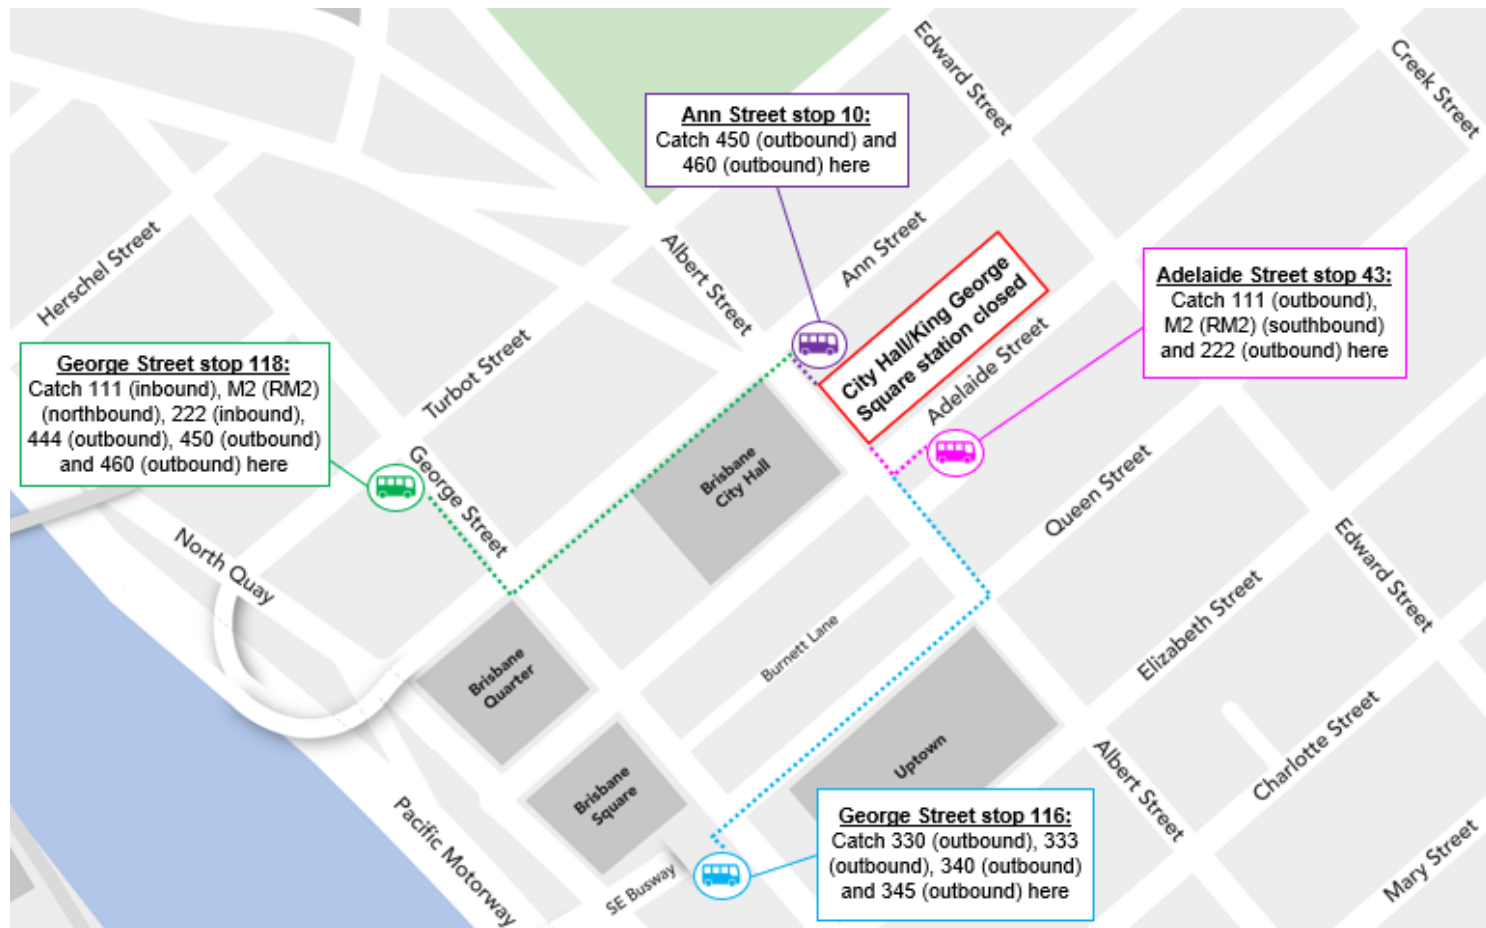 Edward Street
Creek Street
Ann Street stop 10:
Catch 450 (outbound) and
460 (outbound) here
Herschel Street
Albert Street
Ann Street
City Hall/King George
Square station closed
Adelaide Street stop 43:
Catch 111 (outbound),
M2 (RM2) (southbound)
and 222 (outbound) here
George Street stop 118:
Catch 111 (inbound), M2 (RM2)
(northbound), 222 (inbound),
444 (outbound), 450 (outbound)
and 460 (outbound) here
Turbot Street
Adelaide Street
George Street
Brisbane
City Hall
Queen Street
North Quay
Edward Street
Elizabeth Street
Burnett Lane
Brisbane
Quarter
Charlotte Street
Uptown
Brisbane
Square
Albert Street
Pacific Motorway
George Street stop 116:
Catch 330 (outbound), 333
(outbound), 340 (outbound)
and 345 (outbound) here
SE Busway
Mary Street